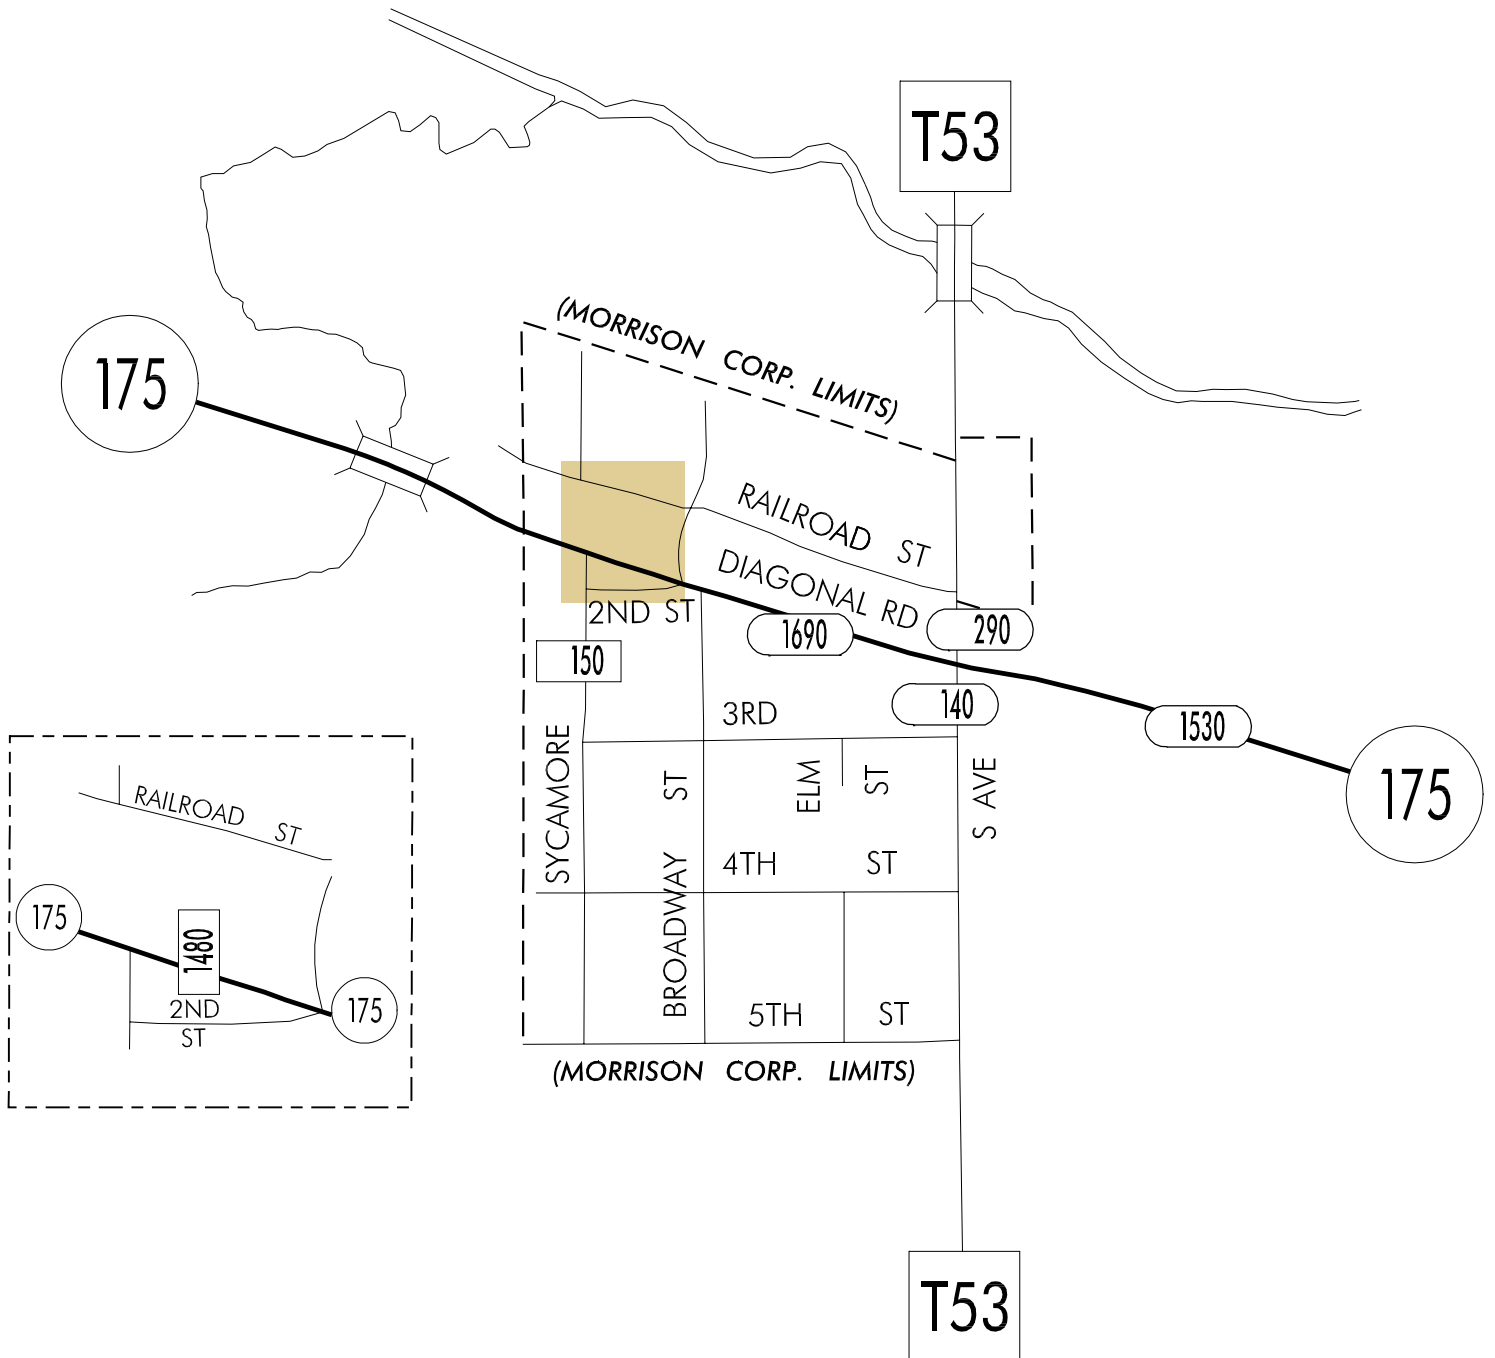 T53
(MORRISON CORP. LIMITS)
175
RAILROAD ST
DIAGONAL RD
2ND ST
1690
290
150
140
3RD
1530
SYCAMORE
BROADWAY ST
ELM ST
S AVE
175
4TH ST
5TH ST
(MORRISON CORP. LIMITS)
T53
RAILROAD ST
175
1480
2ND
ST
175